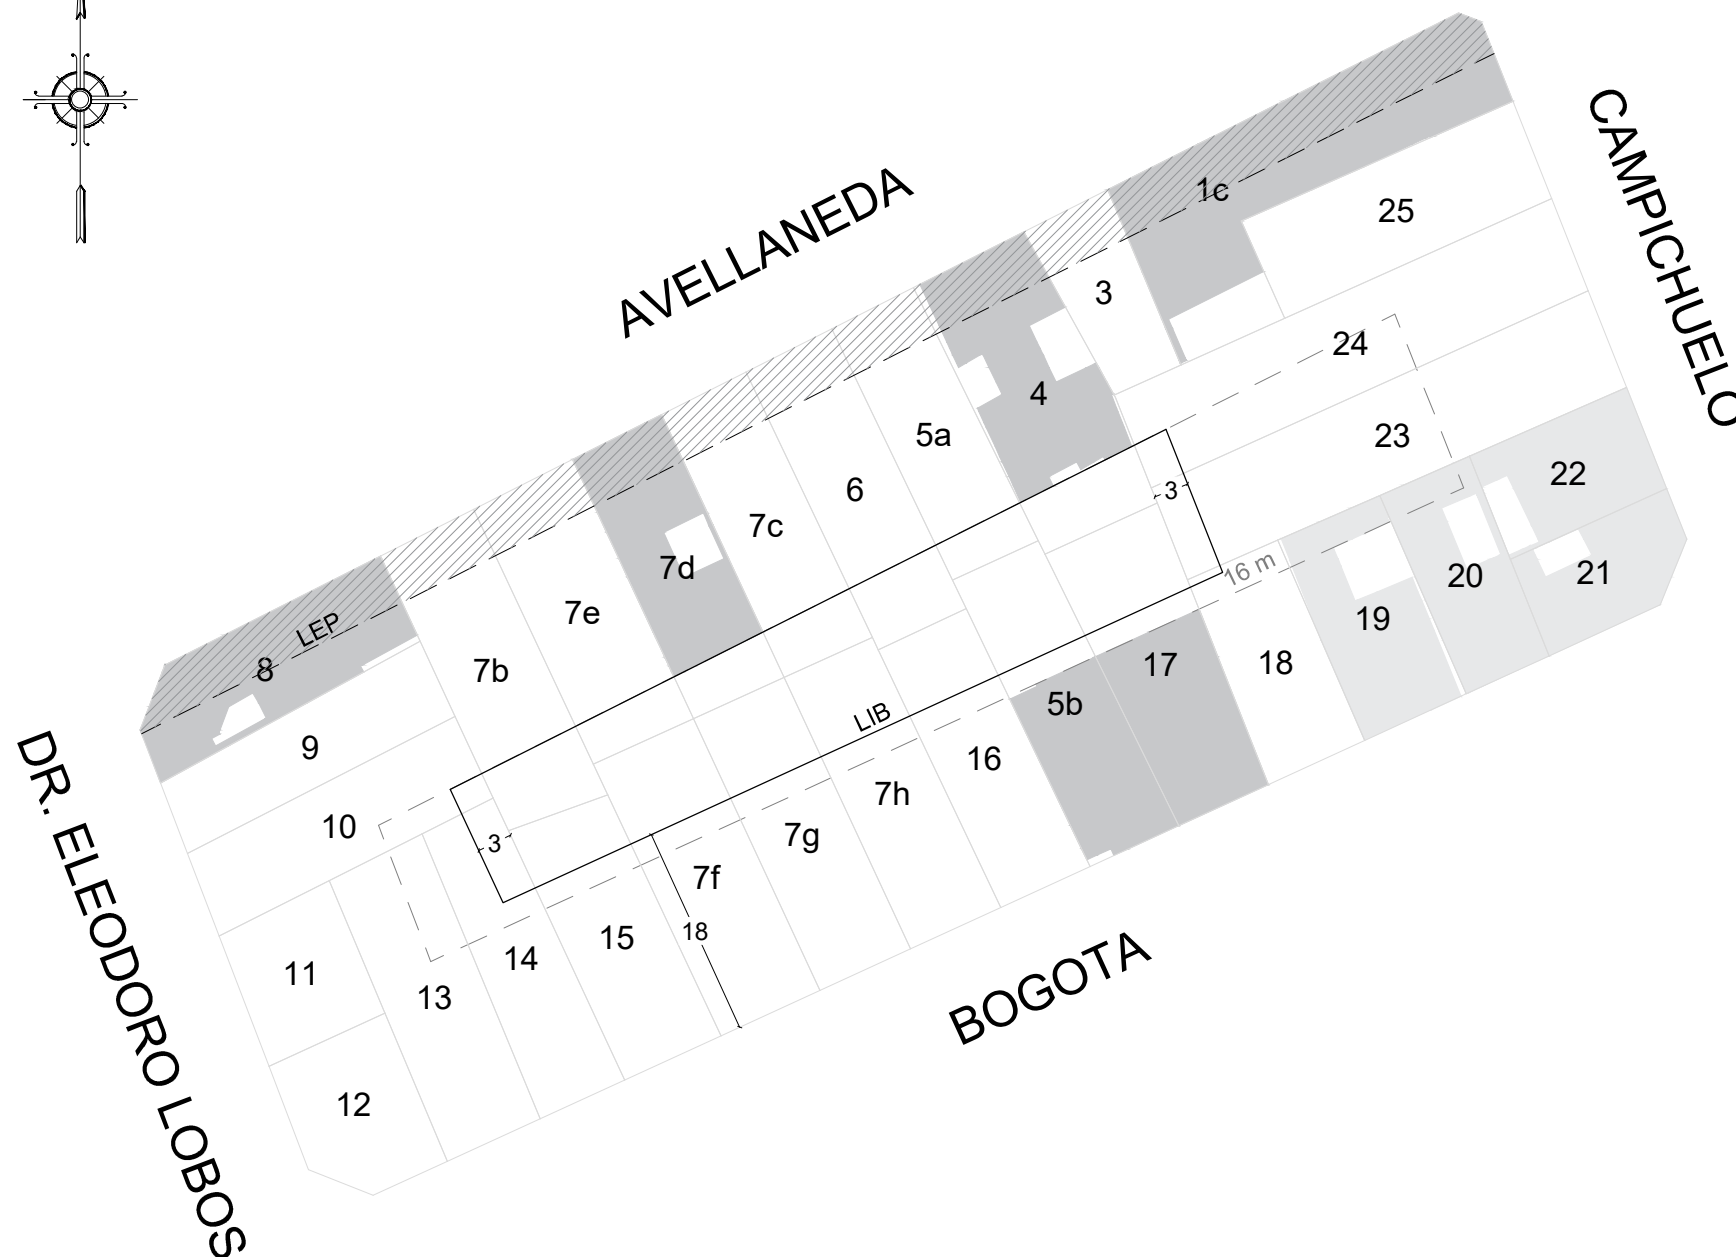 CAMPICHUELO
AVELLANEDA
1c
25
3
24
4
5a
23
6
22
3
7c
16 m
7d
20
21
7e
19
LEP
8
7b
17
18
5b
LIB
9
16
7h
10
7g
3
7f
18
15
14
11
13
BOGOTA
12
DR. ELEODORO LOBOS